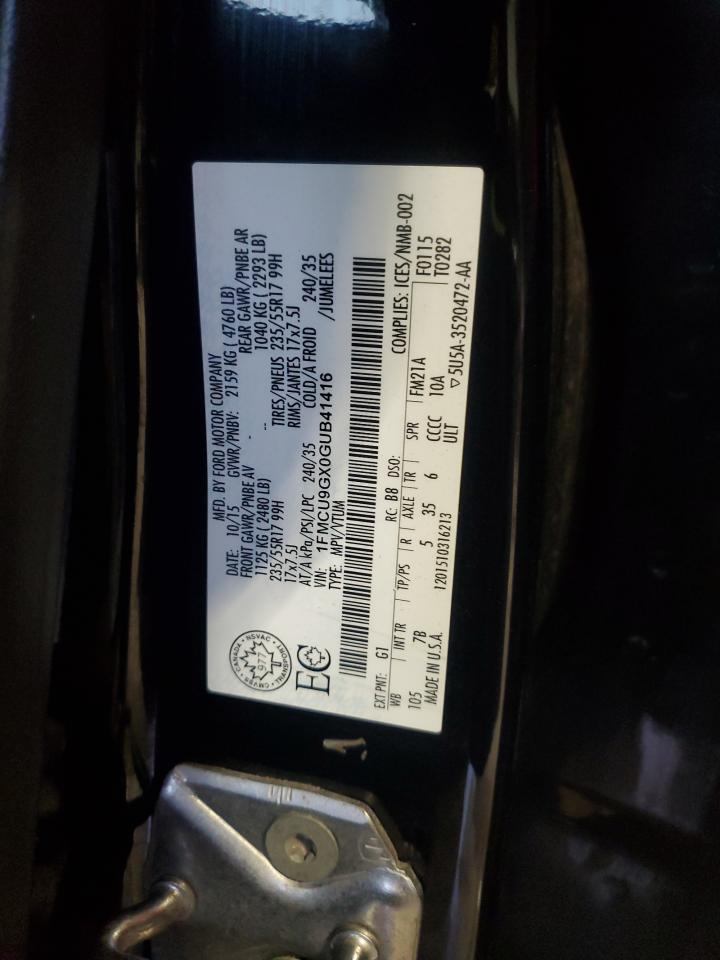 MFD. BY FORD MOTOR COMPANY
DATE: 10/15 GVWR/PNBV: 2159 KG ( 4760 LB)
FRONT GAWR/PNBE AV REAR GAWR/PNBE AR
1125 KG ( 2480 LB) 1040 KG ( 2293 LB)
235/55R17 99H TIRES/PNEUS 235/55R17 99H
17x7.5J RIMS/JANTES 17x7.5J
AT/A kPa/PSI/LPC 240/35 COLD/A FROID 240/35
VIN: 1FMCU9GX0GUB41416 /JUMELEES
TYPE: MPV/VTUM
CANADA • NSVAC • TRANSPORT • CMVSS
977
EC
COMPLIES: ICES/NMB-002
EXT PNT: G1 RC: B8 DSO:
WB INT TR TP/PS R AXLE TR SPR FM21A F0115
105 7B 5 35 6 CCCC 10A T0282
MADE IN U.S.A. ULT
1201510316213 ▽5U5A-3520472-AA